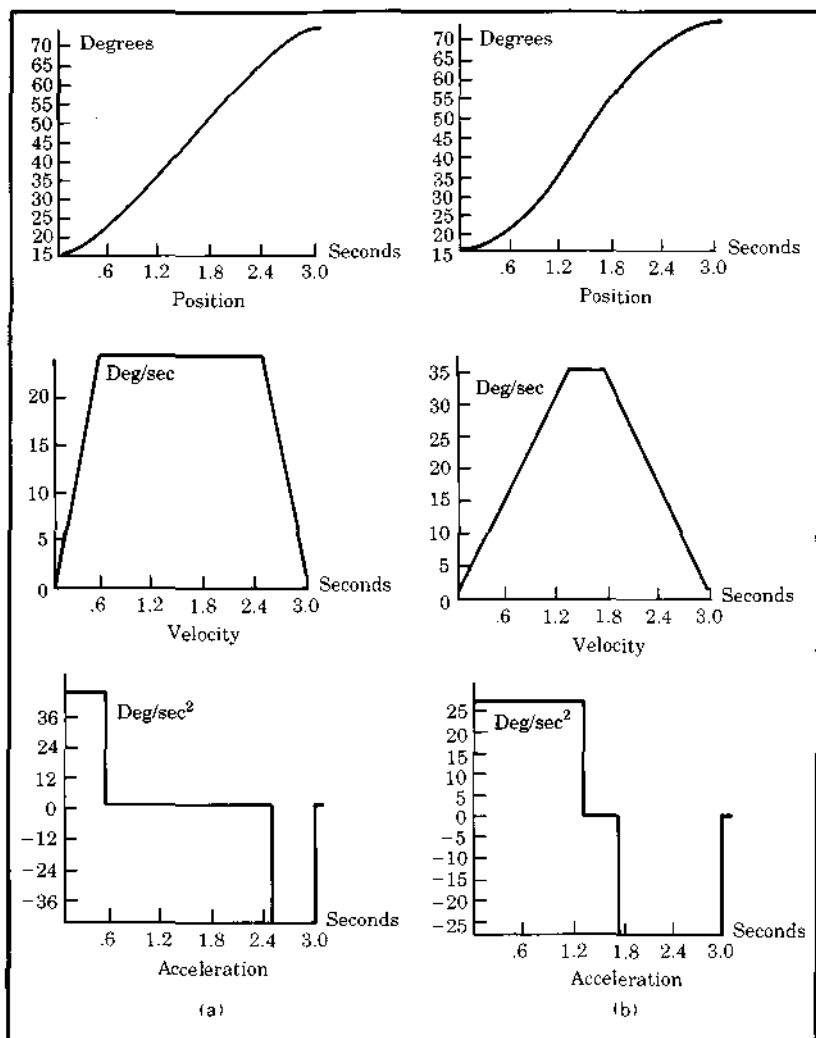 Degrees
70
65
60
55
50
45
40
35
30
25
20
15
.6 1.2 1.8 2.4 3.0 Seconds
Position
Degrees
70
65
60
55
50
45
40
35
30
25
20
15
.6 1.2 1.8 2.4 3.0 Seconds
Position
Deg/sec
20
15
10
5
0
.6 1.2 1.8 2.4 3.0 Seconds
Velocity
35
Deg/sec
30
25
20
15
10
5
0
.6 1.2 1.8 2.4 3.0 Seconds
Velocity
Deg/sec²
36
24
12
0
−12
−24
−36
.6 1.2 1.8 2.4 3.0 Seconds
Acceleration
(a)
25
Deg/sec²
20
15
10
5
0
−5
−10
−15
−20
−25
.6 1.2 1.8 2.4 3.0 Seconds
Acceleration
(b)